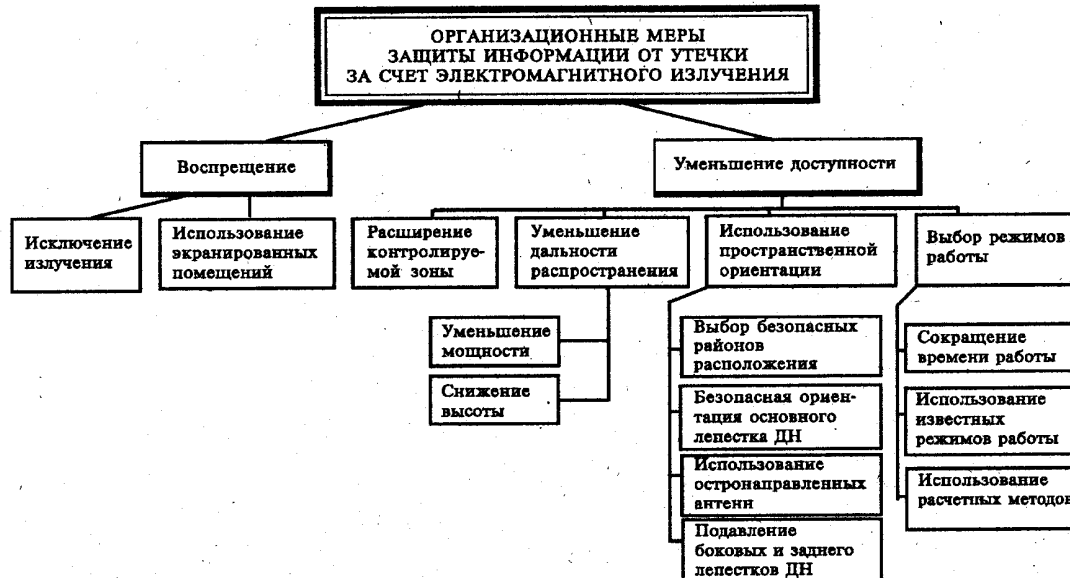 ОРГАНИЗАЦИОННЫЕ МЕРЫ
ЗАЩИТЫ ИНФОРМАЦИИ ОТ УТЕЧКИ
ЗА СЧЕТ ЭЛЕКТРОМАГНИТНОГО ИЗЛУЧЕНИЯ
Воспрещение
Уменьшение доступности
Исключение
излучения
Использование
экранированных
помещений
Расширение
контролируе-
мой зоны
Уменьшение
дальности
распространения
Использование
пространственной
ориентации
Выбор режимов
работы
Уменьшение
мощности
Снижение
высоты
Выбор безопасных
районов
расположения
Безопасная ориен-
тация основного
лепестка ДН
Использование
остронаправленных
антенн
Подавление
боковых и заднего
лепестков ДН
Сокращение
времени работы
Использование
известных
режимов работы
Использование
расчетных методов